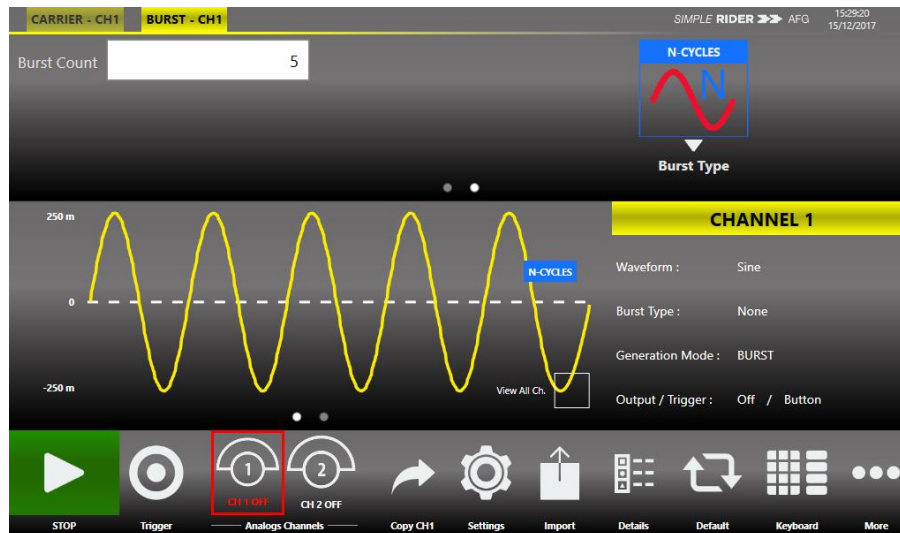 CARRIER - CH1 BURST - CH1 SIMPLE RIDER AFG 15:29:20
15/12/2017
Burst Count 5
N-CYCLES
N
Burst Type
250 m
0
-250 m
N-CYCLES
View All Ch.
CHANNEL 1
Waveform : Sine
Burst Type : None
Generation Mode : BURST
Output / Trigger : Off / Button
1 2
CH 1 OFF CH 2 OFF
STOP Trigger Analogs Channels Copy CH1 Settings Import Details Default Keyboard More